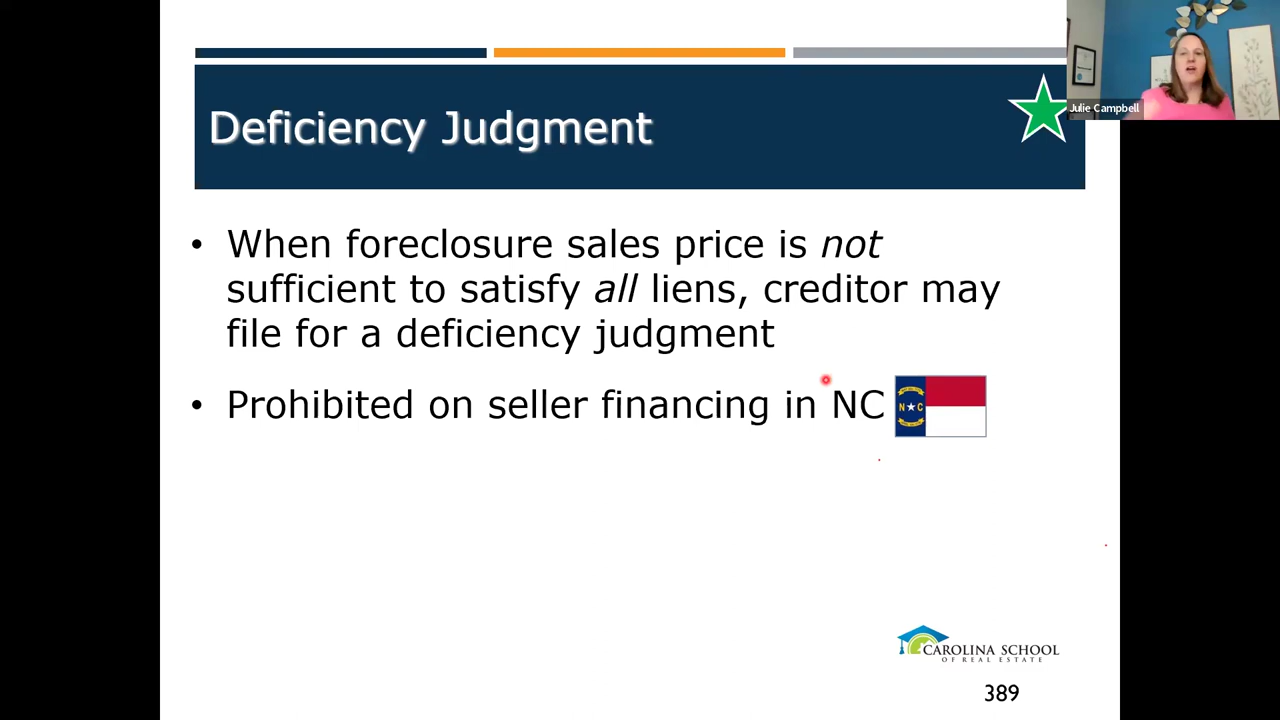 Deficiency Judgment
Julie Campbell
• When foreclosure sales price is not
sufficient to satisfy all liens, creditor may
file for a deficiency judgment
• Prohibited on seller financing in NC
N C
CAROLINA SCHOOL
OF REAL ESTATE
389